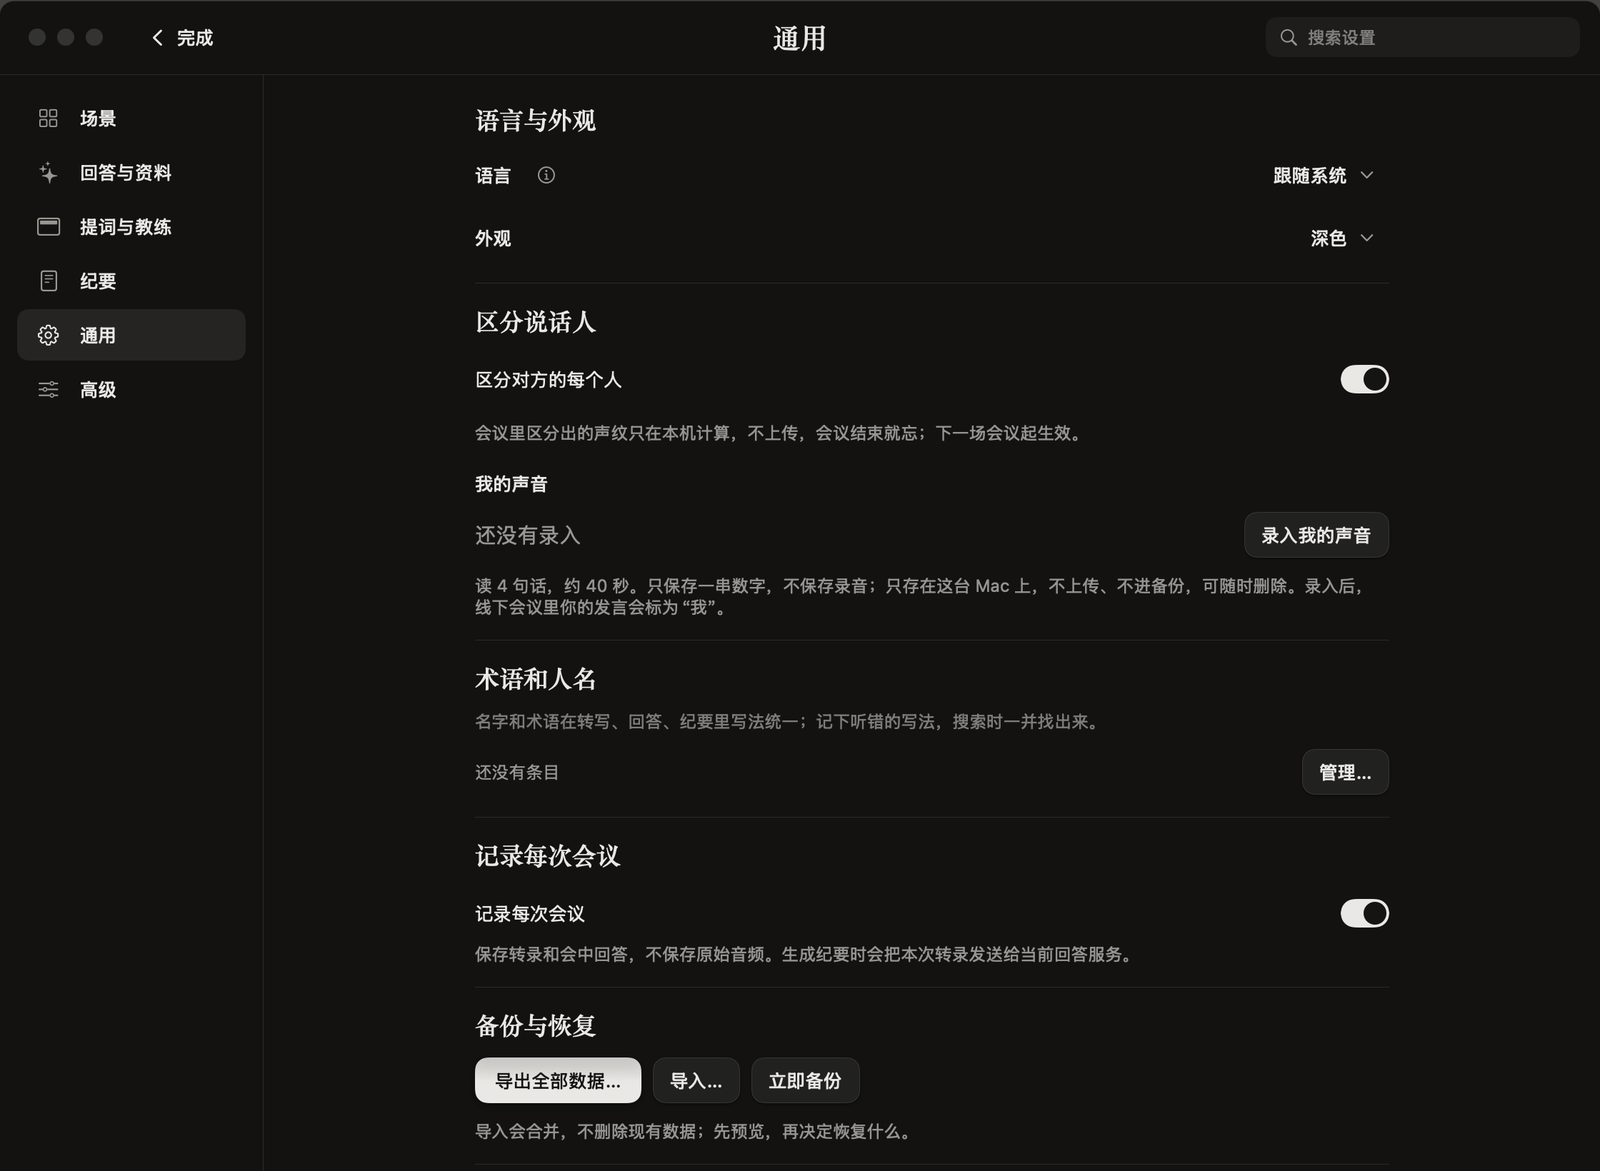 完成
通用
搜索设置
场景
回答与资料
提词与教练
纪要
通用
高级
语言与外观
语言
跟随系统
外观
深色
区分说话人
区分对方的每个人
会议里区分出的声纹只在本机计算，不上传，会议结束就忘；下一场会议起生效。
我的声音
还没有录入
录入我的声音
读 4 句话，约 40 秒。只保存一串数字，不保存录音；只存在这台 Mac 上，不上传、不进备份，可随时删除。录入后，
线下会议里你的发言会标为 “我”。
术语和人名
名字和术语在转写、回答、纪要里写法统一；记下听错的写法，搜索时一并找出来。
还没有条目
管理...
记录每次会议
记录每次会议
保存转录和会中回答，不保存原始音频。生成纪要时会把本次转录发送给当前回答服务。
备份与恢复
导出全部数据...
导入...
立即备份
导入会合并，不删除现有数据；先预览，再决定恢复什么。